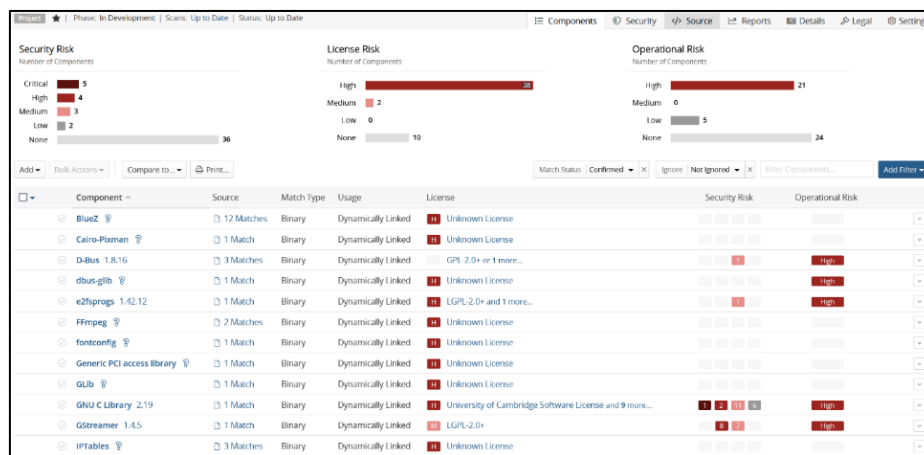 Project Phase: In Development | Scans: Up to Date | Status: Up to Date
Components Security Source Reports Details Legal Setting
Security Risk
Number of Components
Critical 5
High 4
Medium 3
Low 2
None 36
License Risk
Number of Components
High 38
Medium 2
Low 0
None 10
Operational Risk
Number of Components
High 21
Medium 0
Low 5
None 24
Add Bulk Actions Compare to... Print... Match Status Confirmed Ignore Not Ignored Filter Components... Add Filter
Component Source Match Type Usage License Security Risk Operational Risk
BlueZ 12 Matches Binary Dynamically Linked H Unknown License
Cairo-Pixman 1 Match Binary Dynamically Linked H Unknown License
D-Bus 1.8.16 3 Matches Binary Dynamically Linked GPL-2.0+ or 1 more... 1 High
dbus-glib 1 Match Binary Dynamically Linked H Unknown License High
e2fsprogs 1.42.12 1 Match Binary Dynamically Linked H LGPL-2.0+ and 1 more... 1 High
FFmpeg 2 Matches Binary Dynamically Linked H Unknown License
fontconfig 1 Match Binary Dynamically Linked H Unknown License
Generic PCI access library 1 Match Binary Dynamically Linked H Unknown License
GLib 1 Match Binary Dynamically Linked H Unknown License
GNU C Library 2.19 1 Match Binary Dynamically Linked H University of Cambridge Software License and 9 more... 1 2 11 6 High
GStreamer 1.4.5 1 Match Binary Dynamically Linked M LGPL-2.0+ 8 7 High
IPTables 3 Matches Binary Dynamically Linked H Unknown License